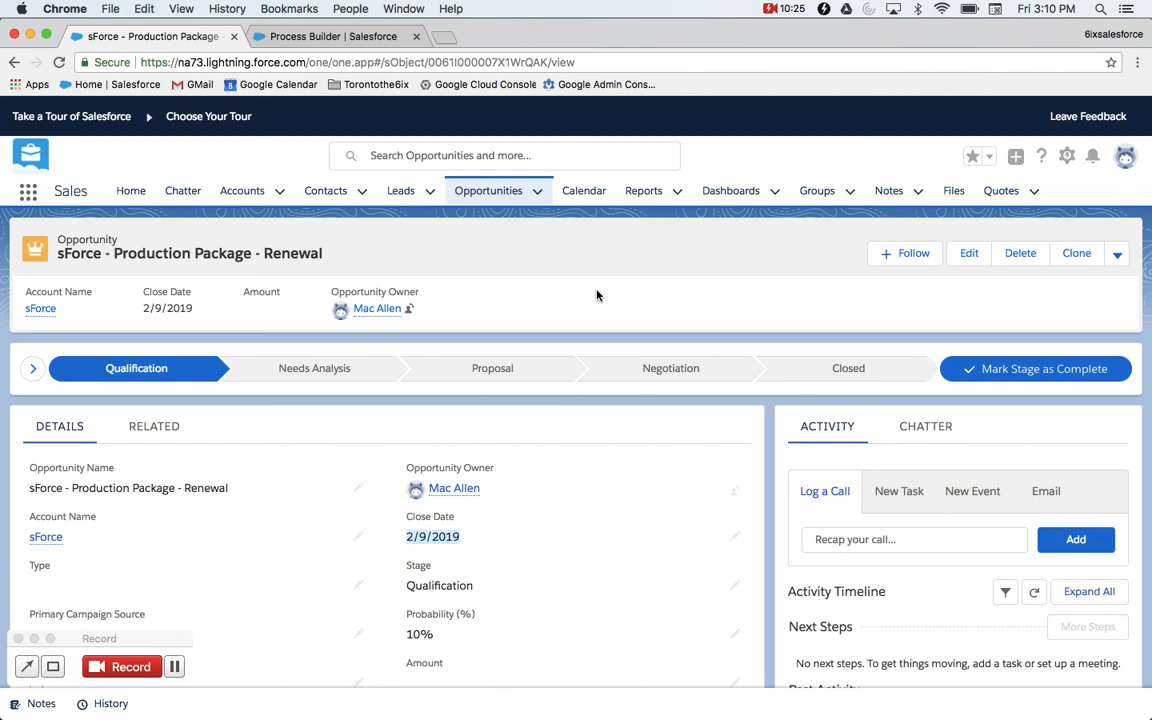 Chrome File Edit View History Bookmarks People Window Help 10:25 Fri 3:10 PM
sForce - Production Package - Process Builder | Salesforce 6ixsalesforce
Secure https://na73.lightning.force.com/one/one.app#/sObject/0061I000007X1WrQAK/view
Apps Home | Salesforce GMail 8 Google Calendar Torontothe6ix Google Cloud Console Google Admin Cons...
Take a Tour of Salesforce Choose Your Tour Leave Feedback
Search Opportunities and more...
Sales Home Chatter Accounts Contacts Leads Opportunities Calendar Reports Dashboards Groups Notes Files Quotes
Opportunity
sForce - Production Package - Renewal
Follow Edit Delete Clone
Account Name Close Date Amount Opportunity Owner
sForce 2/9/2019 Mac Allen
Qualification Needs Analysis Proposal Negotiation Closed Mark Stage as Complete
DETAILS RELATED
Opportunity Name Opportunity Owner
sForce - Production Package - Renewal Mac Allen
Account Name Close Date
sForce 2/9/2019
Type Stage
Qualification
Primary Campaign Source Probability (%)
10%
Amount
Record
Record
ACTIVITY CHATTER
Log a Call New Task New Event Email
Recap your call... Add
Activity Timeline Expand All
Next Steps More Steps
No next steps. To get things moving, add a task or set up a meeting.
Notes History